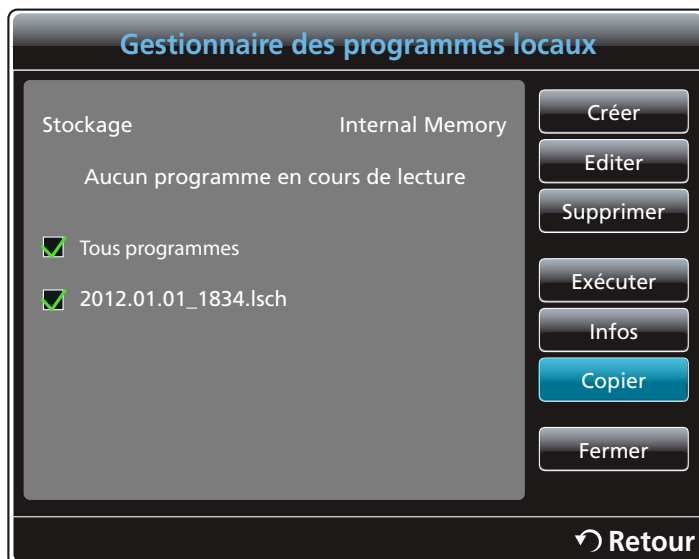 Gestionnaire des programmes locaux
Stockage Internal Memory
Aucun programme en cours de lecture
Tous programmes
2012.01.01_1834.lsch
Créer
Editer
Supprimer
Exécuter
Infos
Copier
Fermer
Retour